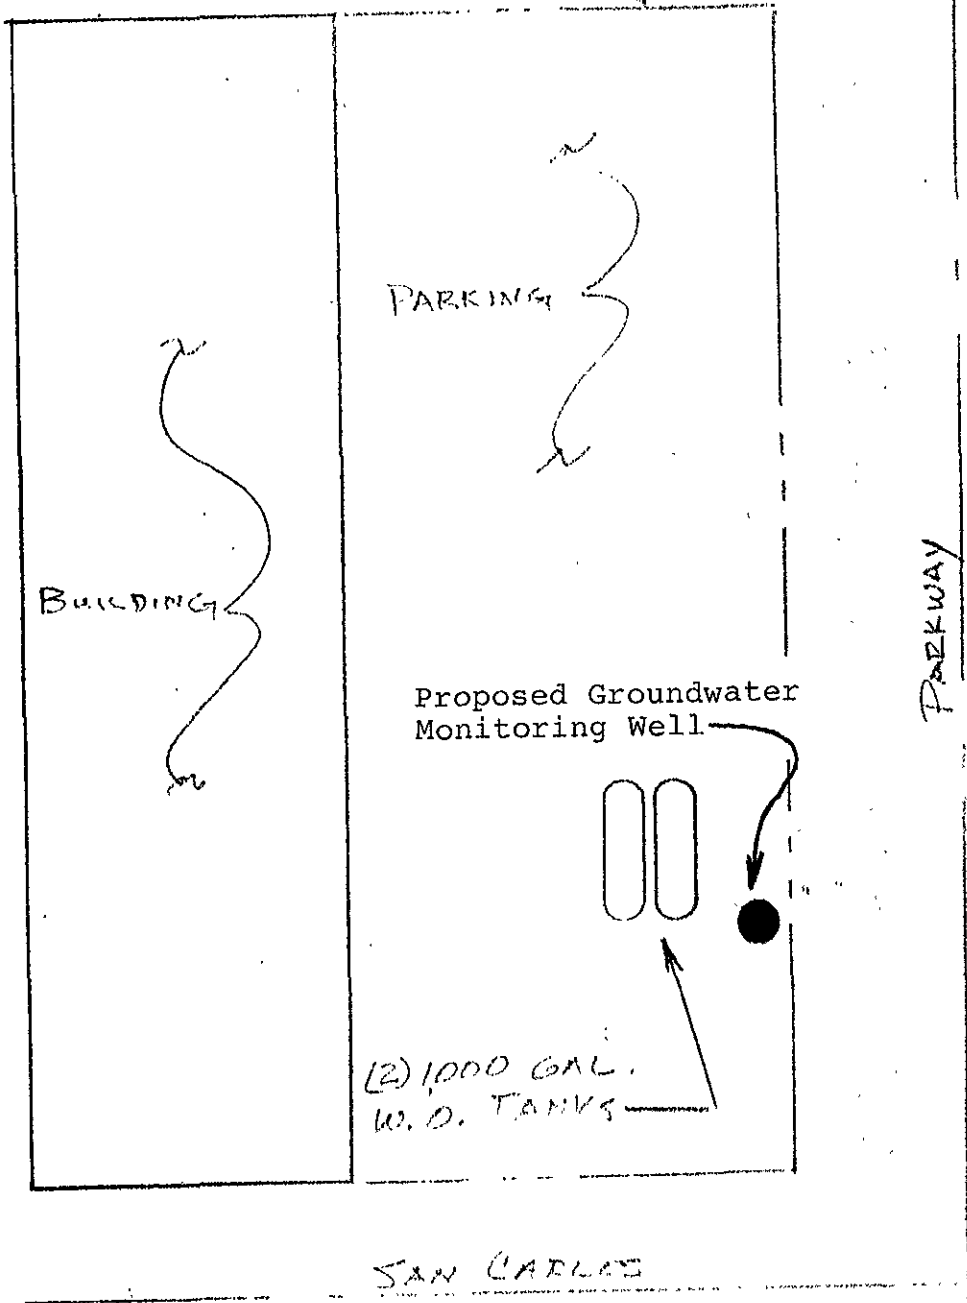 PARKING
BUILDING
PARKWAY
Proposed Groundwater
Monitoring Well
(2) 1,000 GAL.
W.O. TANKS
SAN CARLOS